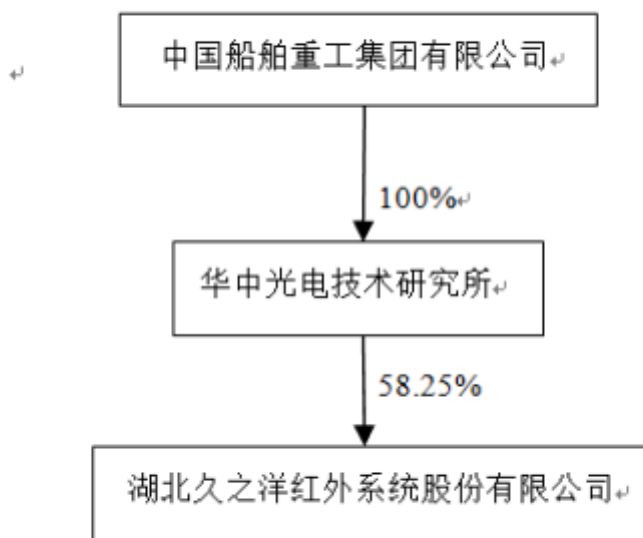 中国船舶重工集团有限公司
100%
华中光电技术研究所
58.25%
湖北久之洋红外系统股份有限公司